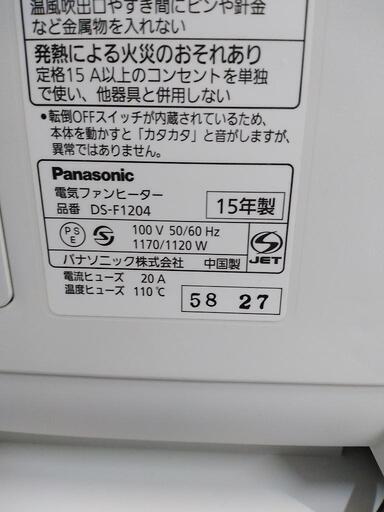 温風吹出口やすき間にピンや針金
など金属物を入れない
発熱による火災のおそれあり
定格15 A以上のコンセントを単独
で使い、他器具と併用しない
●転倒OFFスイッチが内蔵されているため、
本体を動かすと「カタカタ」と音がしますが、
異常ではありません。
Panasonic
電気ファンヒーター
品番 DS-F1204
15年製
PSE
100 V 50/60 Hz
1170/1120 W
JET
パナソニック株式会社 中国製
電流ヒューズ 20 A
温度ヒューズ 110℃
58 27